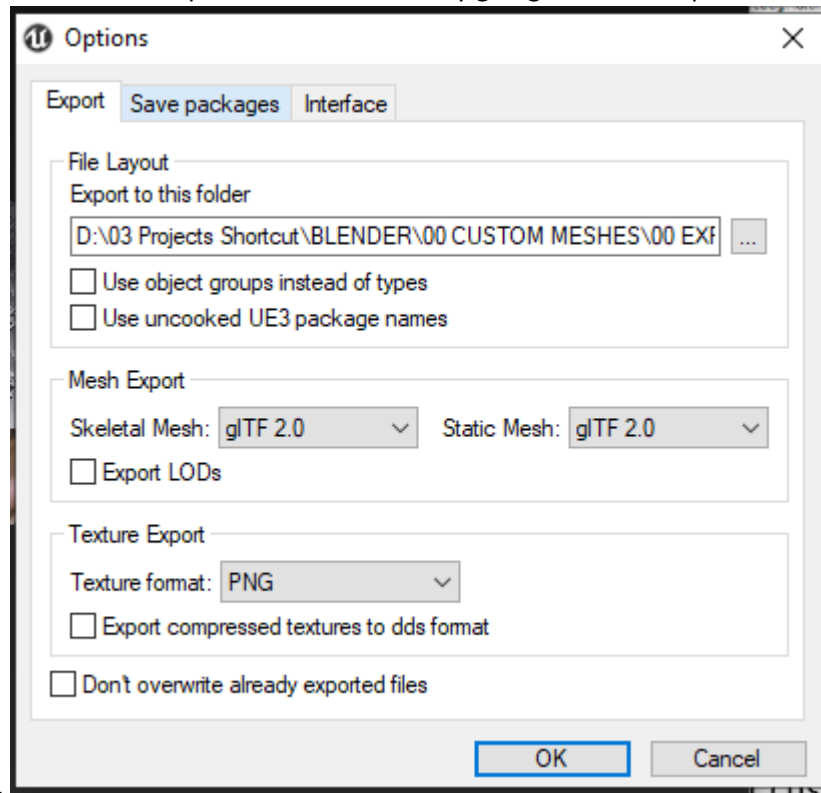 Options
Export Save packages Interface
File Layout
Export to this folder
D:\03 Projects Shortcut\BLENDER\00 CUSTOM MESHES\00 EXF ...
Use object groups instead of types
Use uncooked UE3 package names
Mesh Export
Skeletal Mesh: glTF 2.0 Static Mesh: glTF 2.0
Export LODs
Texture Export
Texture format: PNG
Export compressed textures to dds format
Don't overwrite already exported files
OK Cancel